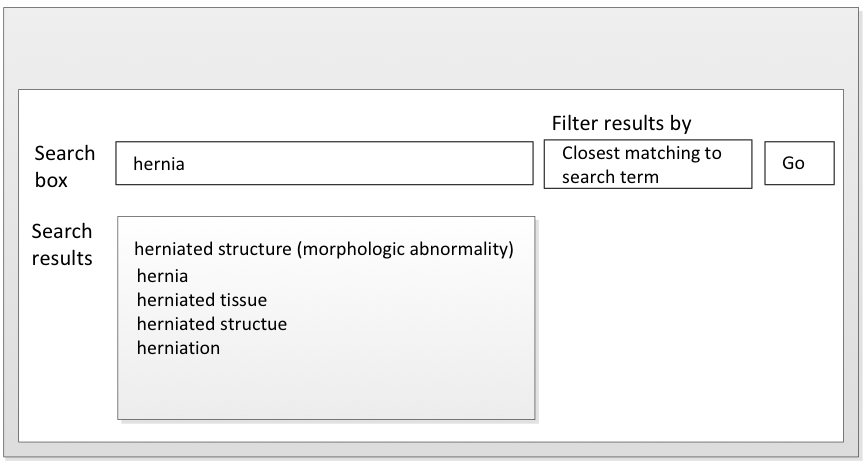 Filter results by
Search
box
hernia
Closest matching to
search term
Go
Search
results
herniated structure (morphologic abnormality)
hernia
herniated tissue
herniated structue
herniation